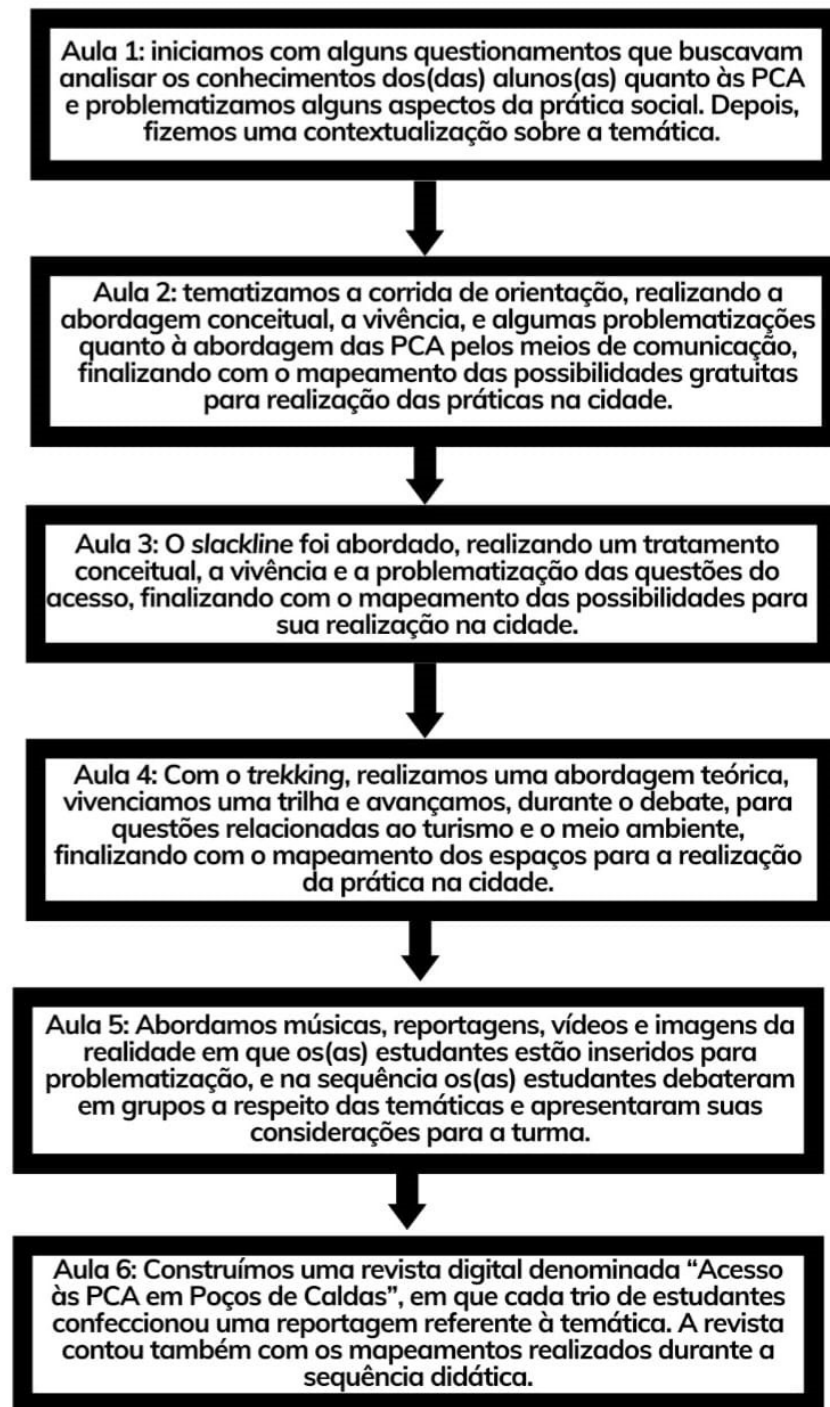 Aula 1: iniciamos com alguns questionamentos que buscavam
analisar os conhecimentos dos(das) alunos(as) quanto às PCA
e problematizamos alguns aspectos da prática social. Depois,
fizemos uma contextualização sobre a temática.
Aula 2: tematizamos a corrida de orientação, realizando a
abordagem conceitual, a vivência, e algumas problematizações
quanto à abordagem das PCA pelos meios de comunicação,
finalizando com o mapeamento das possibilidades gratuitas
para realização das práticas na cidade.
Aula 3: O slackline foi abordado, realizando um tratamento
conceitual, a vivência e a problematização das questões do
acesso, finalizando com o mapeamento das possibilidades para
sua realização na cidade.
Aula 4: Com o trekking, realizamos uma abordagem teórica,
vivenciamos uma trilha e avançamos, durante o debate, para
questões relacionadas ao turismo e o meio ambiente,
finalizando com o mapeamento dos espaços para a realização
da prática na cidade.
Aula 5: Abordamos músicas, reportagens, vídeos e imagens da
realidade em que os(as) estudantes estão inseridos para
problematização, e na sequência os(as) estudantes debateram
em grupos a respeito das temáticas e apresentaram suas
considerações para a turma.
Aula 6: Construímos uma revista digital denominada “Acesso
às PCA em Poços de Caldas”, em que cada trio de estudantes
confeccionou uma reportagem referente à temática. A revista
contou também com os mapeamentos realizados durante a
sequência didática.